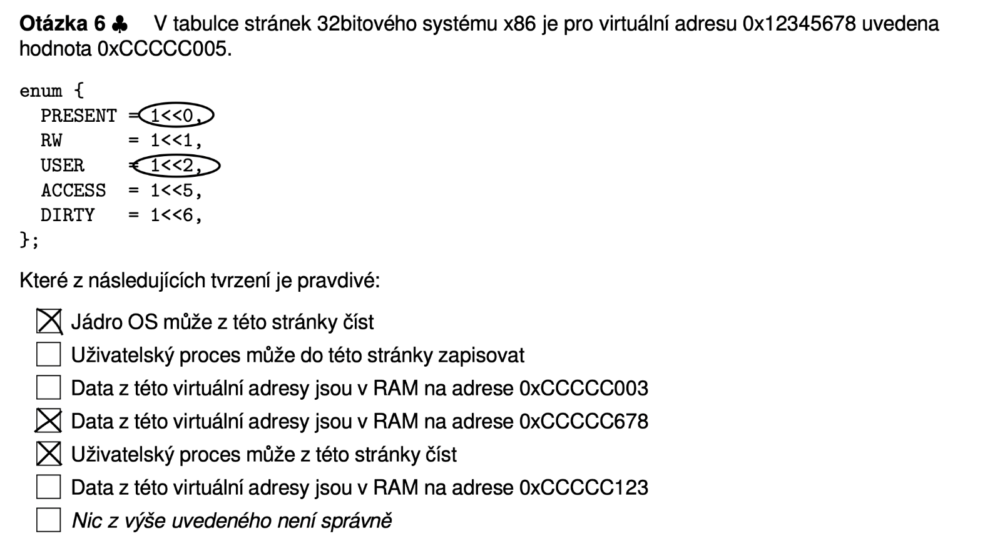 Otázka 6 ♣ V tabulce stránek 32bitového systému x86 je pro virtuální adresu 0x12345678 uvedena
hodnota 0xCCCCC005.
enum {
PRESENT = 1<<0,
RW = 1<<1,
USER = 1<<2,
ACCESS = 1<<5,
DIRTY = 1<<6,
};
Které z následujících tvrzení je pravdivé:
Jádro OS může z této stránky číst
Uživatelský proces může do této stránky zapisovat
Data z této virtuální adresy jsou v RAM na adrese 0xCCCCC003
Data z této virtuální adresy jsou v RAM na adrese 0xCCCCC678
Uživatelský proces může z této stránky číst
Data z této virtuální adresy jsou v RAM na adrese 0xCCCCC123
Nic z výše uvedeného není správně